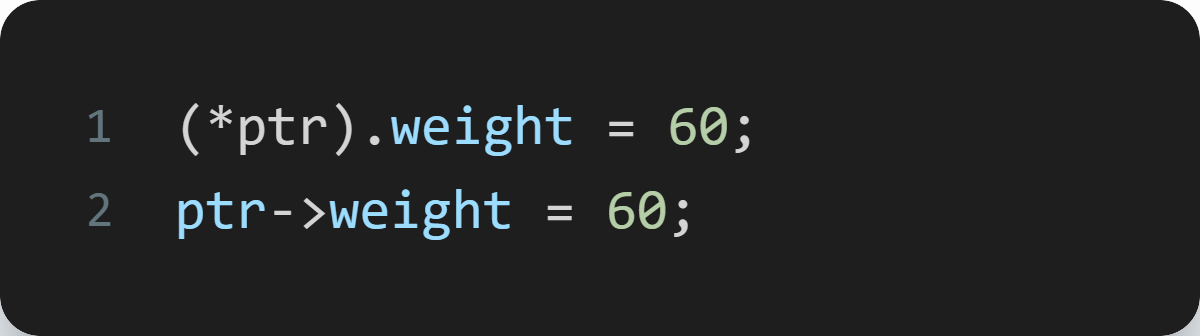 1 (*ptr).weight = 60;
2 ptr->weight = 60;